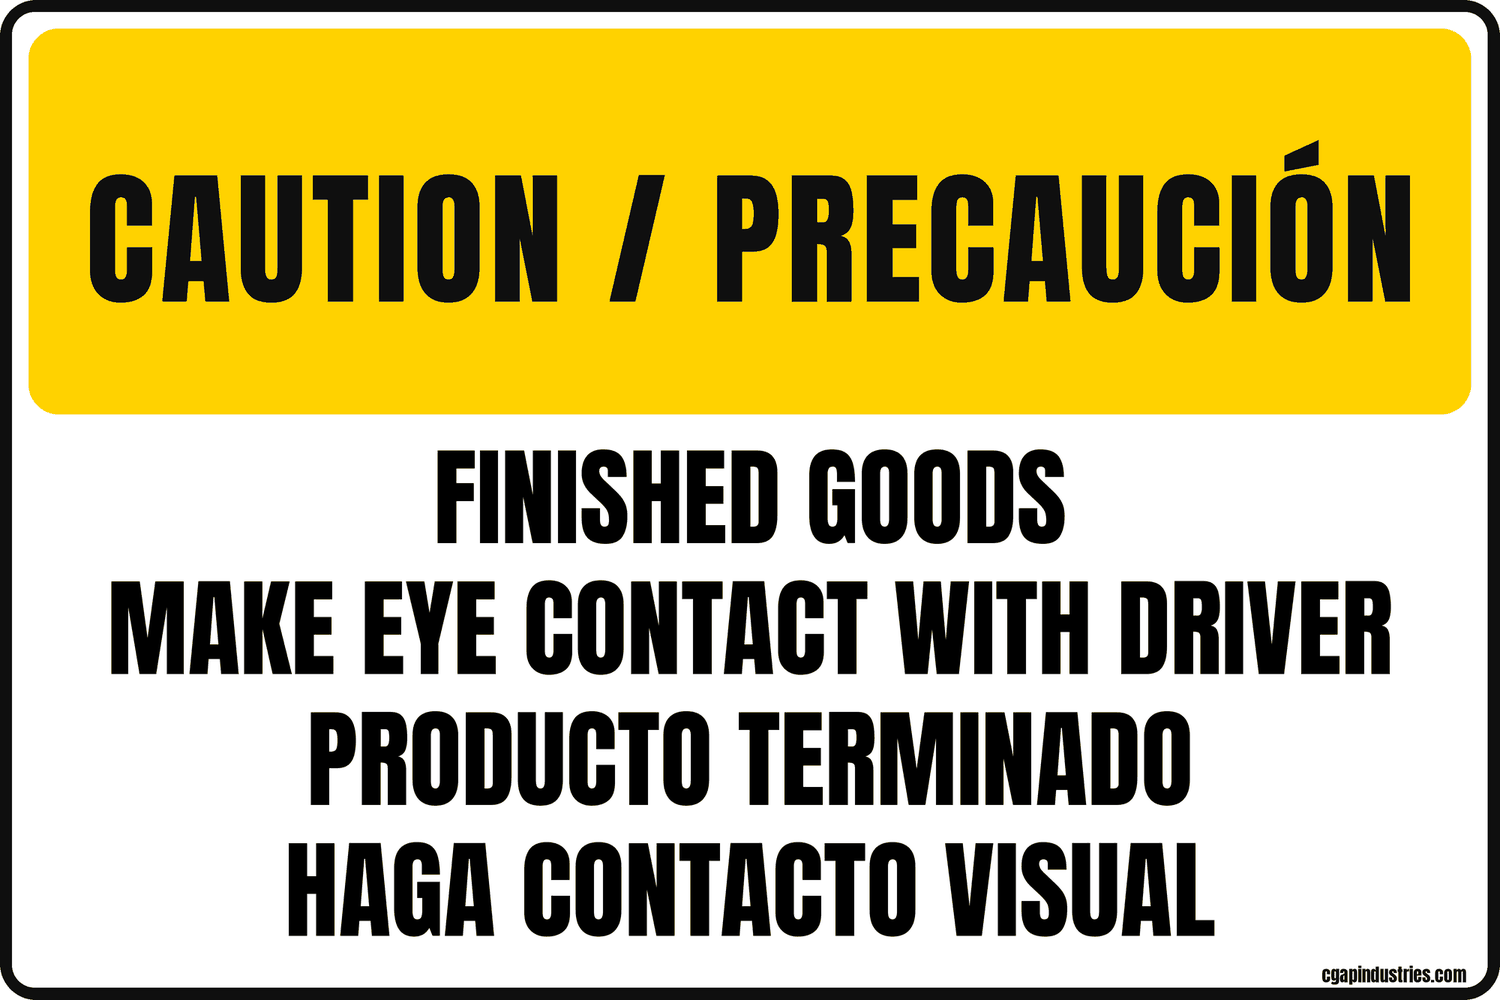 CAUTION / PRECAUCIÓN
FINISHED GOODS
MAKE EYE CONTACT WITH DRIVER
PRODUCTO TERMINADO
HAGA CONTACTO VISUAL
cgapindustries.com